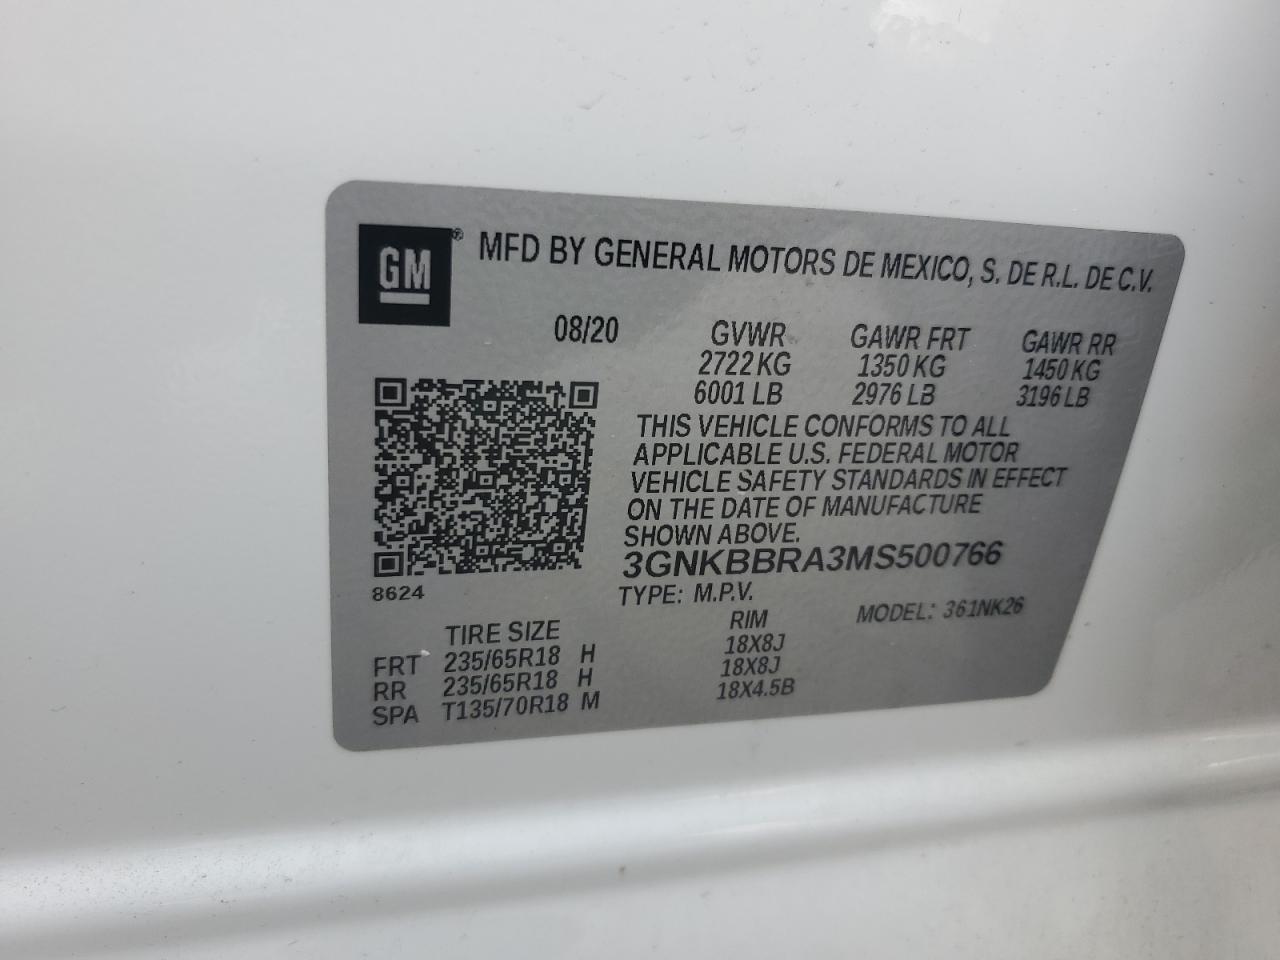 GM® MFD BY GENERAL MOTORS DE MEXICO, S. DE R.L. DE C.V.
08/20 GVWR GAWR FRT GAWR RR
2722 KG 1350 KG 1450 KG
6001 LB 2976 LB 3196 LB
THIS VEHICLE CONFORMS TO ALL
APPLICABLE U.S. FEDERAL MOTOR
VEHICLE SAFETY STANDARDS IN EFFECT
ON THE DATE OF MANUFACTURE
SHOWN ABOVE.
3GNKBBRA3MS500766
8624 TYPE: M.P.V. MODEL: 361NK26
TIRE SIZE RIM
FRT 235/65R18 H 18X8J
RR 235/65R18 H 18X8J
SPA T135/70R18 M 18X4.5B